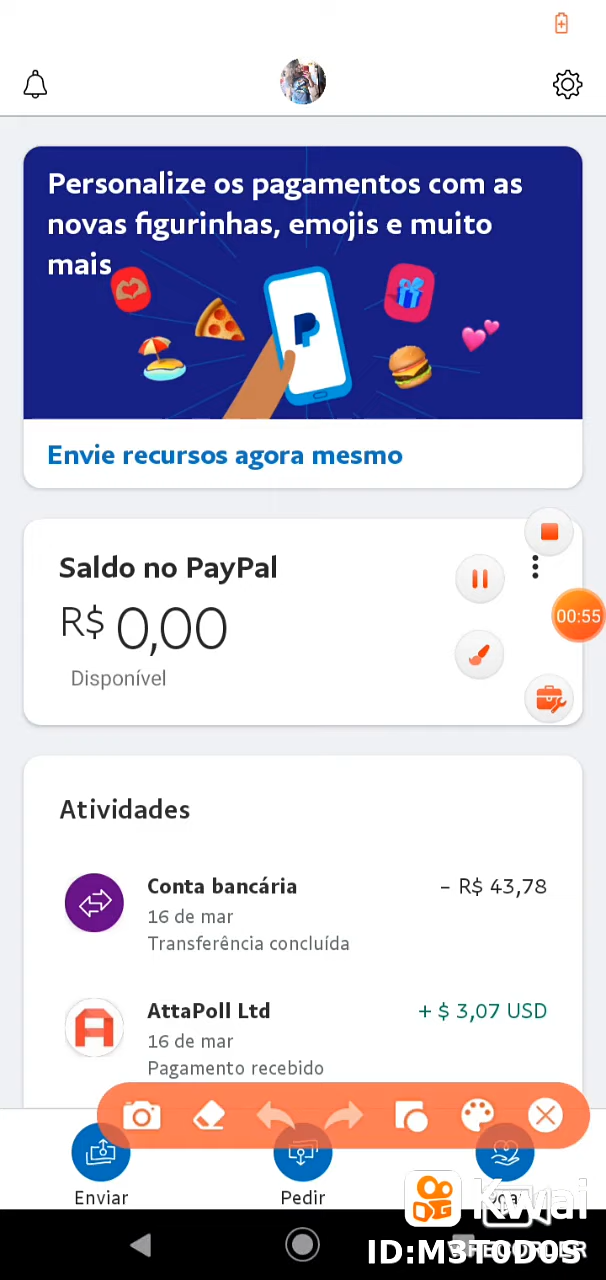 Personalize os pagamentos com as
novas figurinhas, emojis e muito
mais
Envie recursos agora mesmo
Saldo no PayPal
R$ 0,00
Disponível
00:55
Atividades
Conta bancária
- R$ 43,78
16 de mar
Transferência concluída
AttaPoll Ltd
+ $ 3,07 USD
16 de mar
Pagamento recebido
Enviar
Pedir
Kwai
ID:M3T0D0S